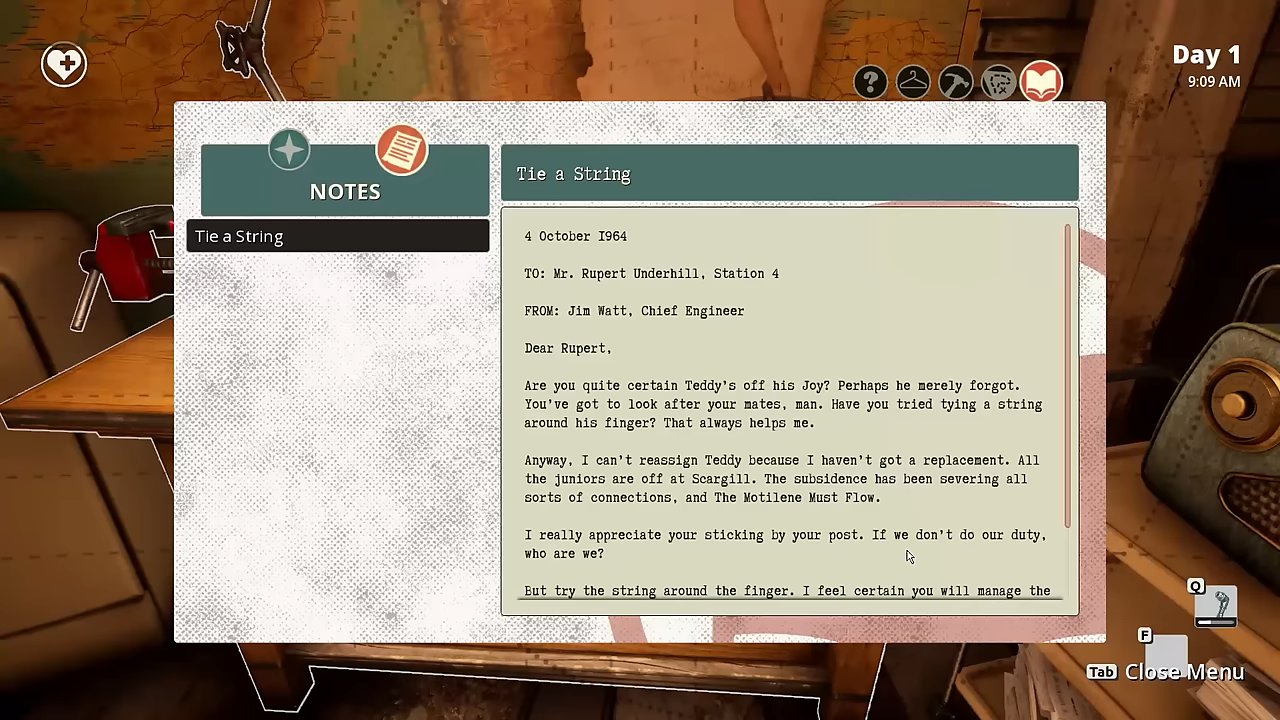 Day 1
9:09 AM
NOTES
Tie a String
Tie a String
4 October I964
TO: Mr. Rupert Underhill, Station 4
FROM: Jim Watt, Chief Engineer
Dear Rupert,
Are you quite certain Teddy's off his Joy? Perhaps he merely forgot.
You've got to look after your mates, man. Have you tried tying a string
around his finger? That always helps me.
Anyway, I can't reassign Teddy because I haven't got a replacement. All
the juniors are off at Scargill. The subsidence has been severing all
sorts of connections, and The Motilene Must Flow.
I really appreciate your sticking by your post. If we don't do our duty,
who are we?
But try the string around the finger. I feel certain you will manage the
Q
F
Tab Close Menu